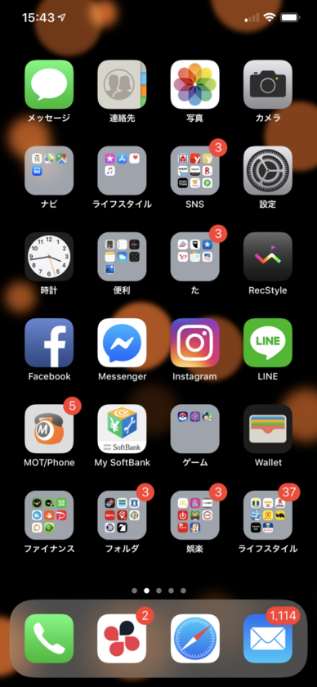 15:43
メッセージ
連絡先
写真
カメラ
ナビ
ライフスタイル
3
SNS
設定
時計
便利
3
た
RecStyle
Facebook
Messenger
Instagram
LINE
LINE
5
MOT/Phone
SoftBank
My SoftBank
ゲーム
Wallet
ファイナンス
3
フォルダ
3
娯楽
37
ライフスタイル
2
1,114